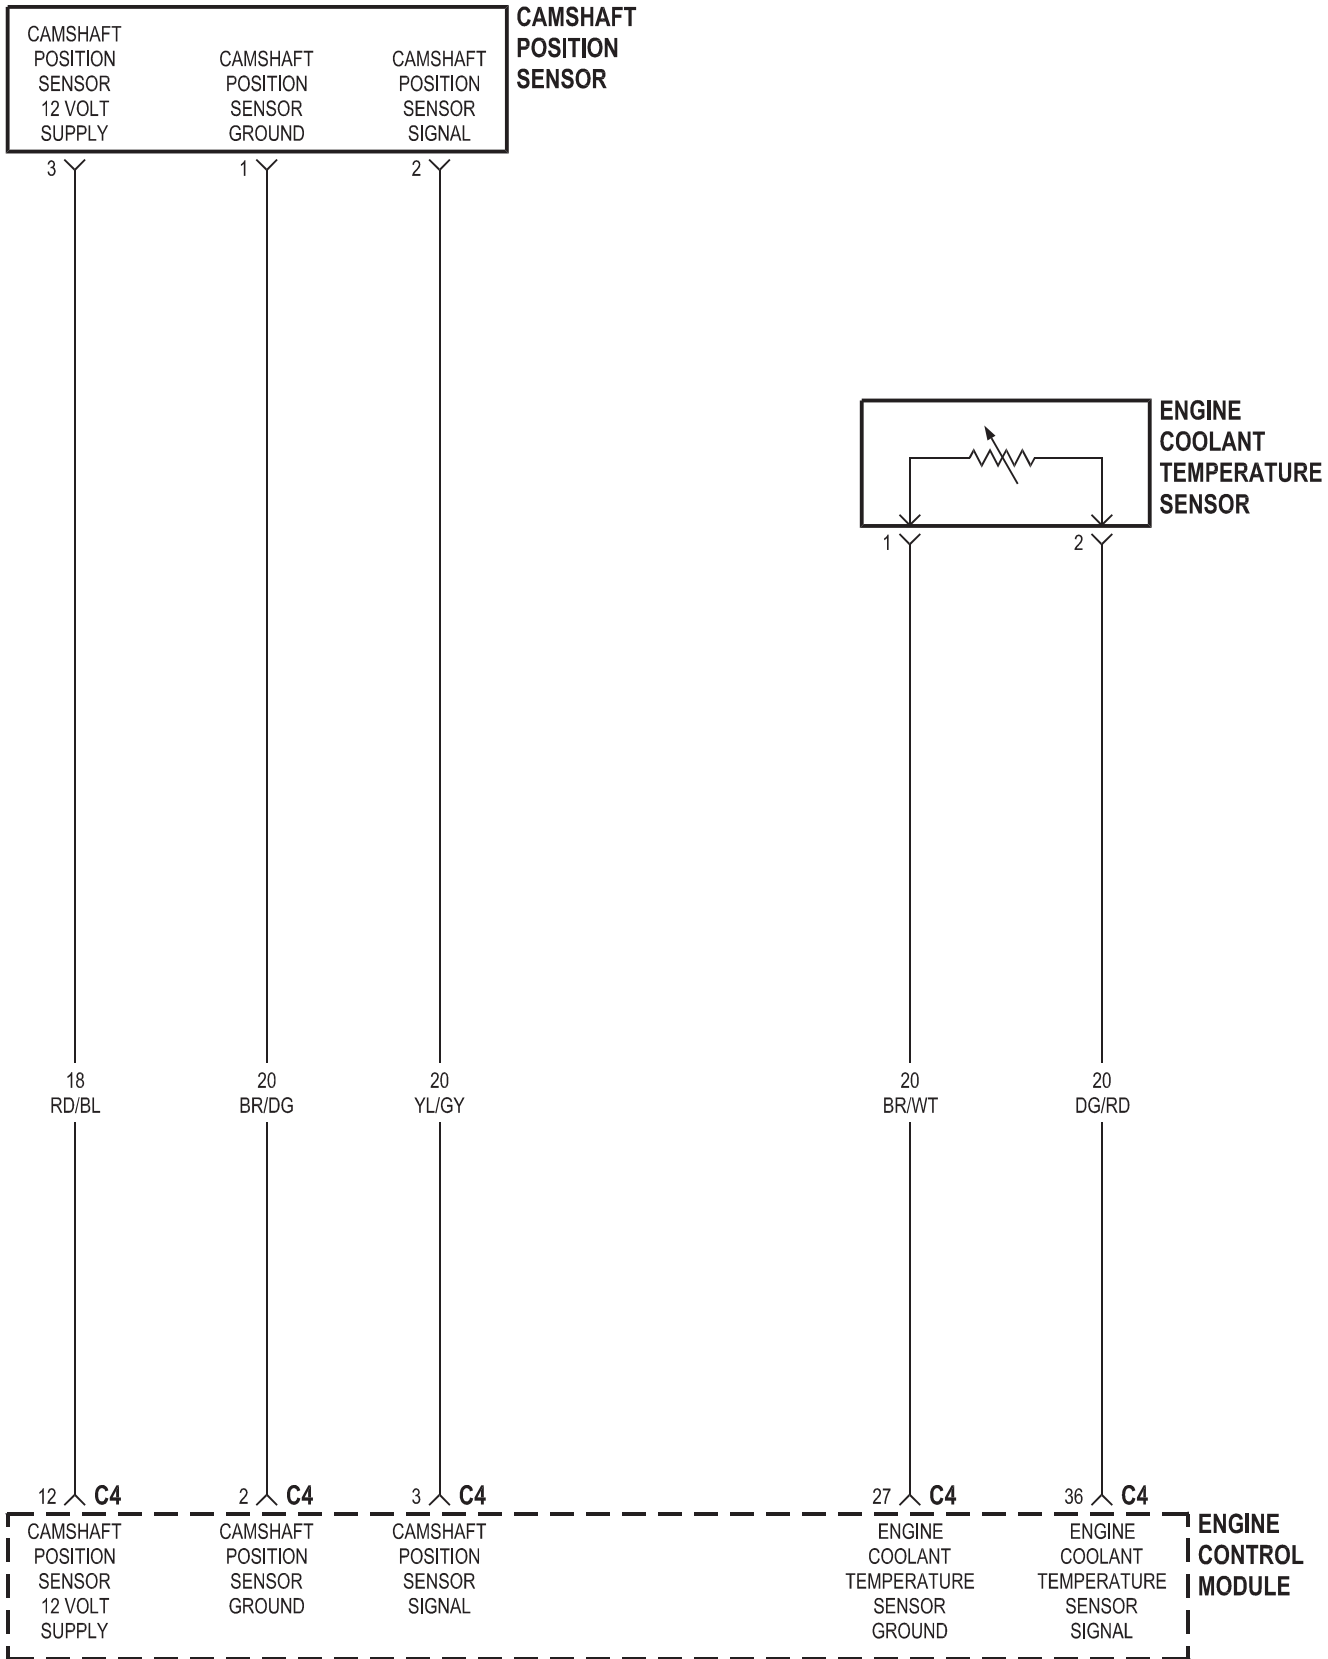 CAMSHAFT
POSITION
SENSOR
12 VOLT
SUPPLY
CAMSHAFT
POSITION
SENSOR
GROUND
CAMSHAFT
POSITION
SENSOR
SIGNAL
CAMSHAFT
POSITION
SENSOR
3
1
2
ENGINE
COOLANT
TEMPERATURE
SENSOR
1
2
18
RD/BL
20
BR/DG
20
YL/GY
20
BR/WT
20
DG/RD
12 C4
2 C4
3 C4
27 C4
36 C4
CAMSHAFT
POSITION
SENSOR
12 VOLT
SUPPLY
CAMSHAFT
POSITION
SENSOR
GROUND
CAMSHAFT
POSITION
SENSOR
SIGNAL
ENGINE
COOLANT
TEMPERATURE
SENSOR
GROUND
ENGINE
COOLANT
TEMPERATURE
SENSOR
SIGNAL
ENGINE
CONTROL
MODULE